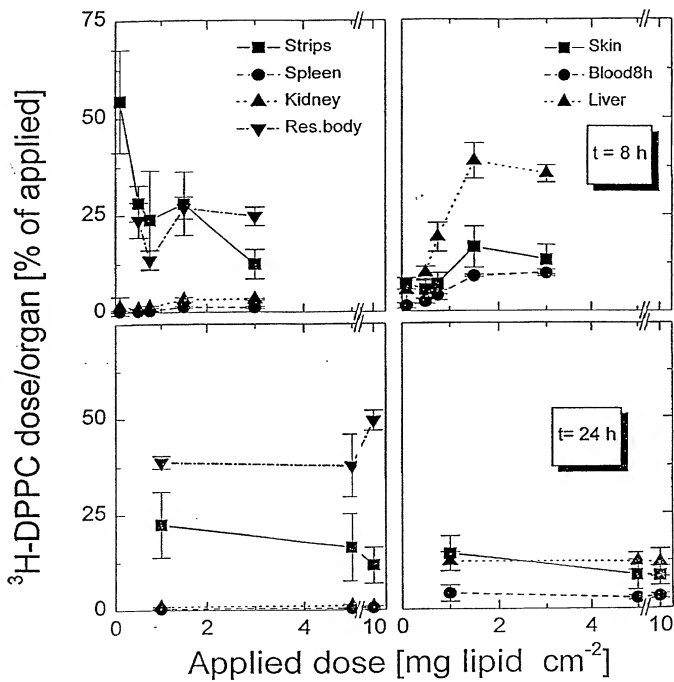 ³H-DPPC dose/organ [% of applied]
75
50
25
0
Strips
Spleen
Kidney
Res.body
Skin
Blood8h
Liver
t = 8 h
50
25
0
t= 24 h
0 2 4 10
0 2 4 10
Applied dose [mg lipid cm⁻²]